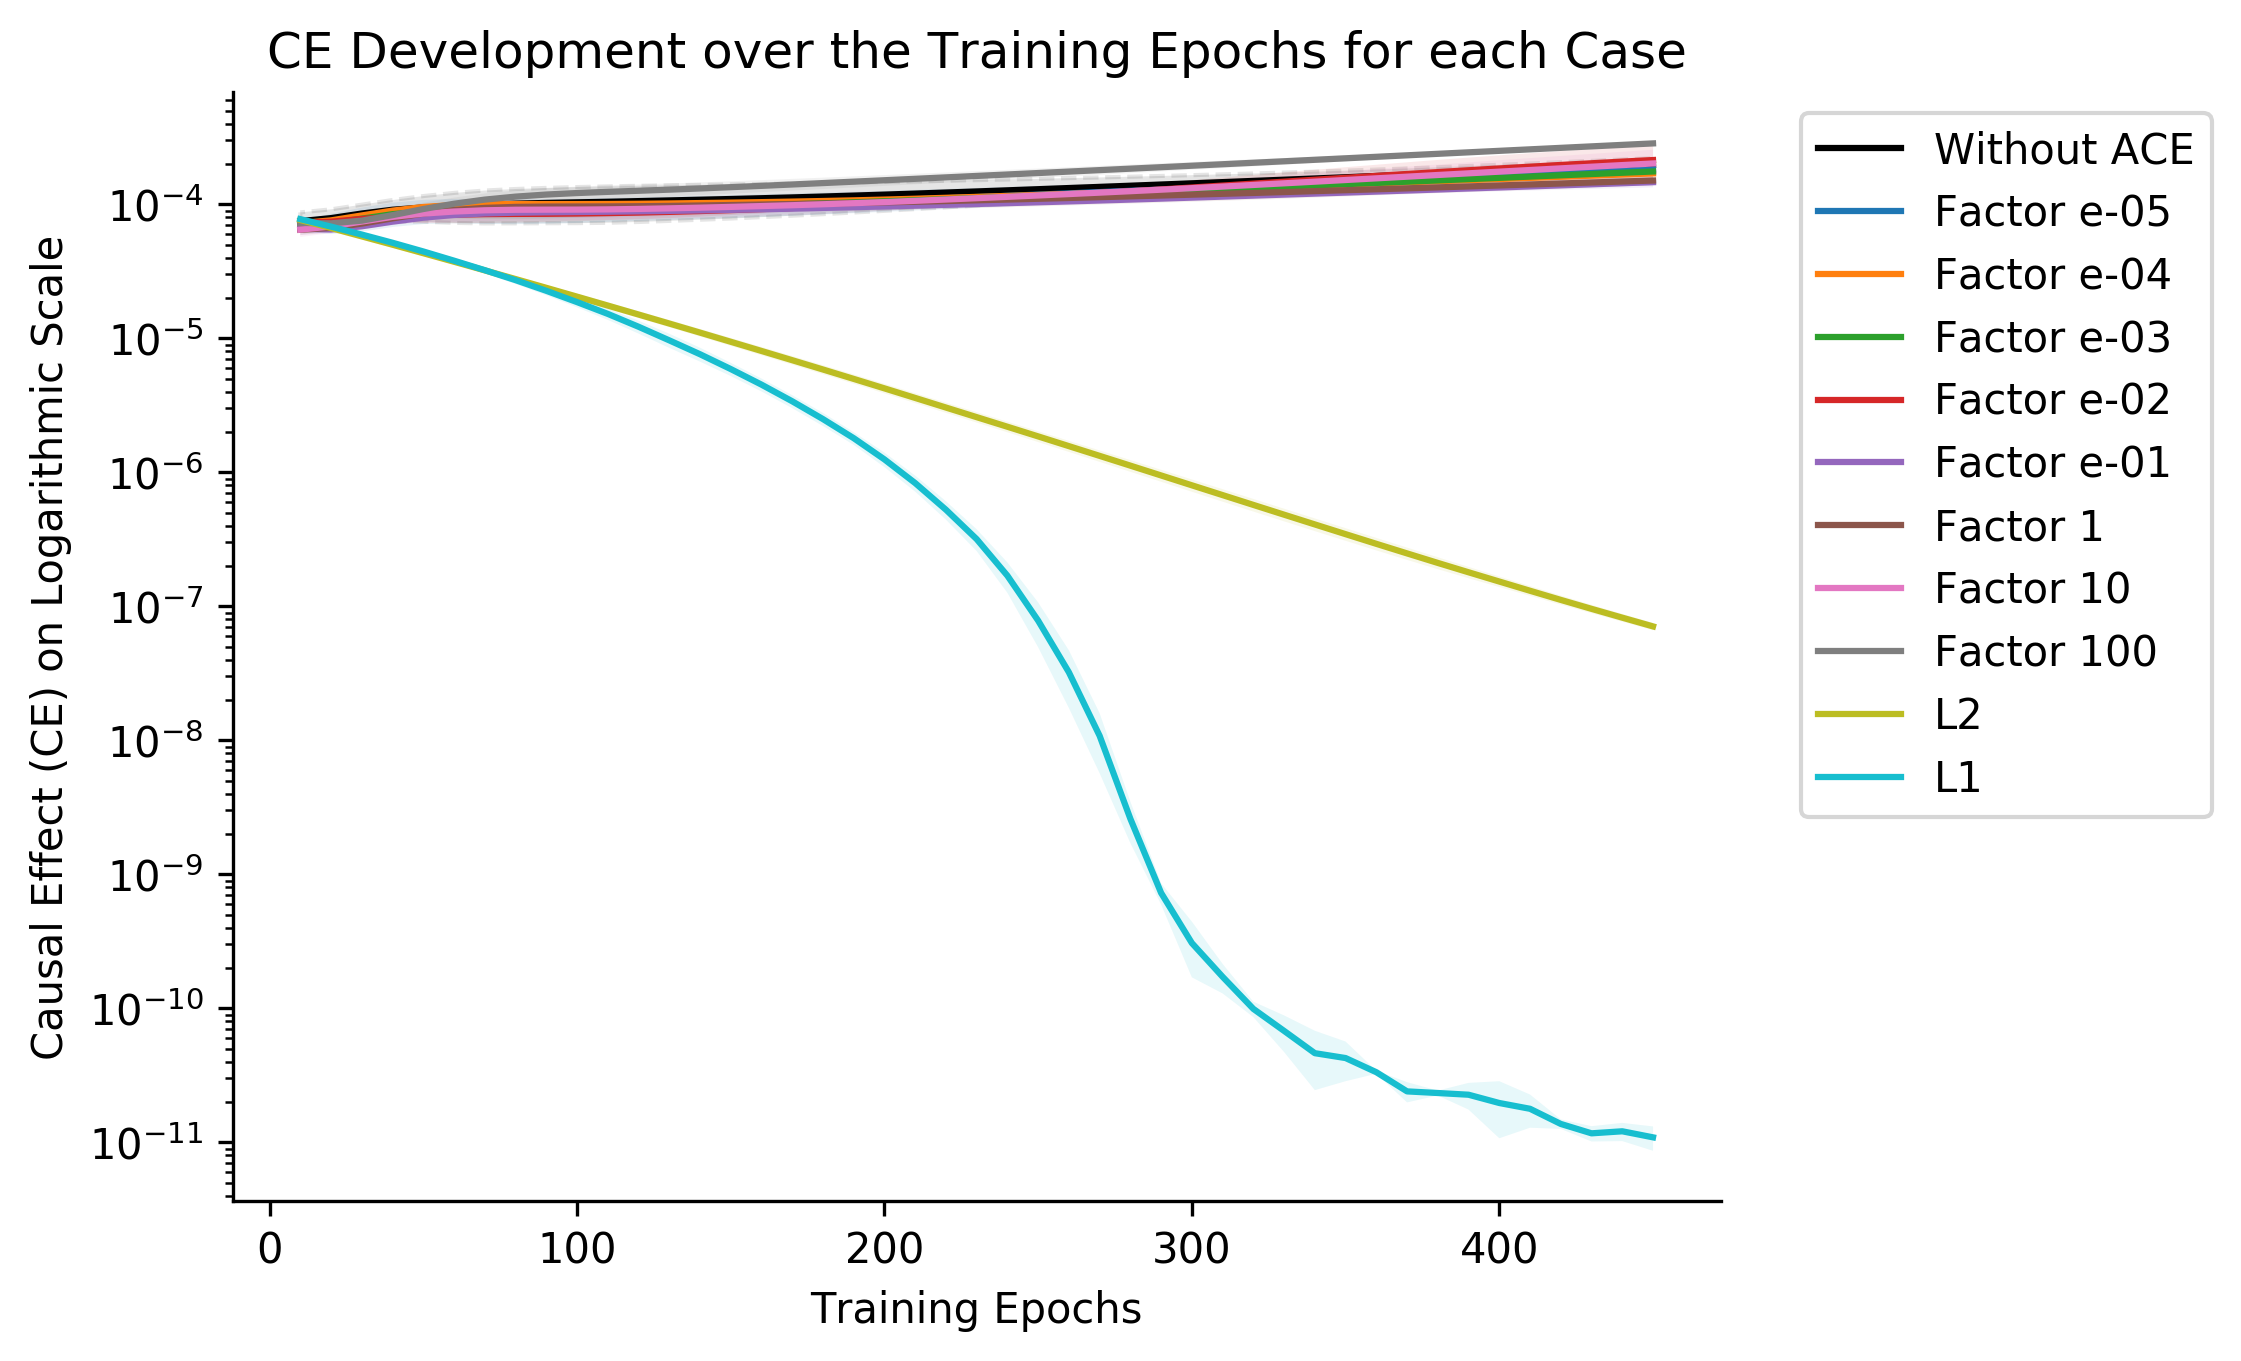 CE Development over the Training Epochs for each Case
Causal Effect (CE) on Logarithmic Scale
10⁻⁴
10⁻⁵
10⁻⁶
10⁻⁷
10⁻⁸
10⁻⁹
10⁻¹⁰
10⁻¹¹
0 100 200 300 400
Training Epochs
Without ACE
Factor e-05
Factor e-04
Factor e-03
Factor e-02
Factor e-01
Factor 1
Factor 10
Factor 100
L2
L1